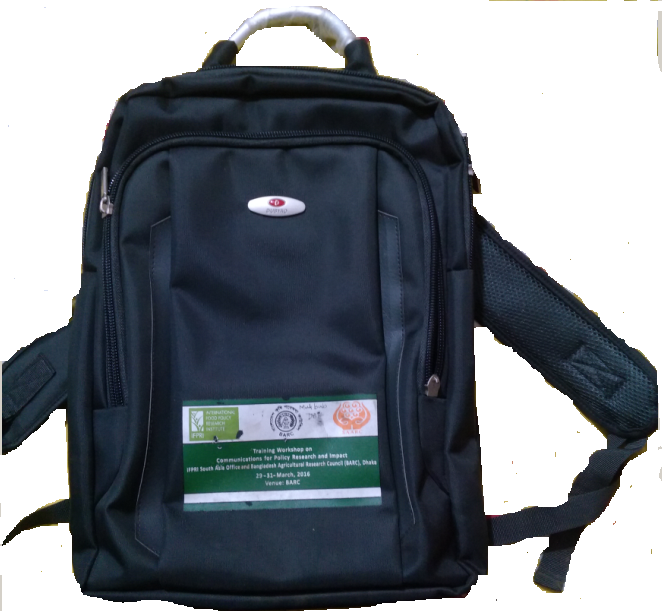 INTERNATIONAL
FOOD POLICY
RESEARCH
INSTITUTE
IFPRI
BARC
Training Workshop on
Communications for Policy Research and Impact
IFPRI South Asia Office and Bangladesh Agricultural Research Council (BARC), Dhaka
29-31-March, 2016
Venue: BARC